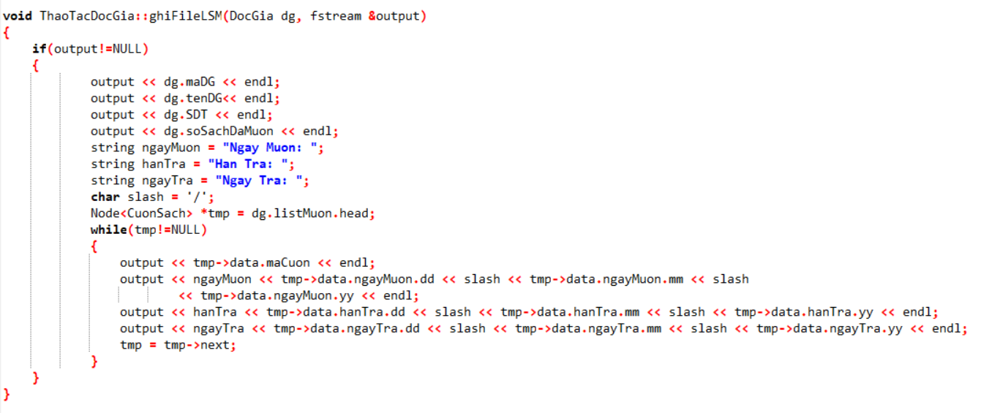 void ThaoTacDocGia::ghiFileLSM(DocGia dg, fstream &output)
{
    if(output!=NULL)
    {
            output << dg.maDG << endl;
            output << dg.tenDG<< endl;
            output << dg.SDT << endl;
            output << dg.soSachDaMuon << endl;
            string ngayMuon = "Ngay Muon: ";
            string hanTra = "Han Tra: ";
            string ngayTra = "Ngay Tra: ";
            char slash = '/';
            Node<CuonSach> *tmp = dg.listMuon.head;
            while(tmp!=NULL)
            {
                output << tmp->data.maCuon << endl;
                output << ngayMuon << tmp->data.ngayMuon.dd << slash << tmp->data.ngayMuon.mm << slash
                        << tmp->data.ngayMuon.yy << endl;
                output << hanTra << tmp->data.hanTra.dd << slash << tmp->data.hanTra.mm << slash << tmp->data.hanTra.yy << endl;
                output << ngayTra << tmp->data.ngayTra.dd << slash << tmp->data.ngayTra.mm << slash << tmp->data.ngayTra.yy << endl;
                tmp = tmp->next;
            }
    }
}